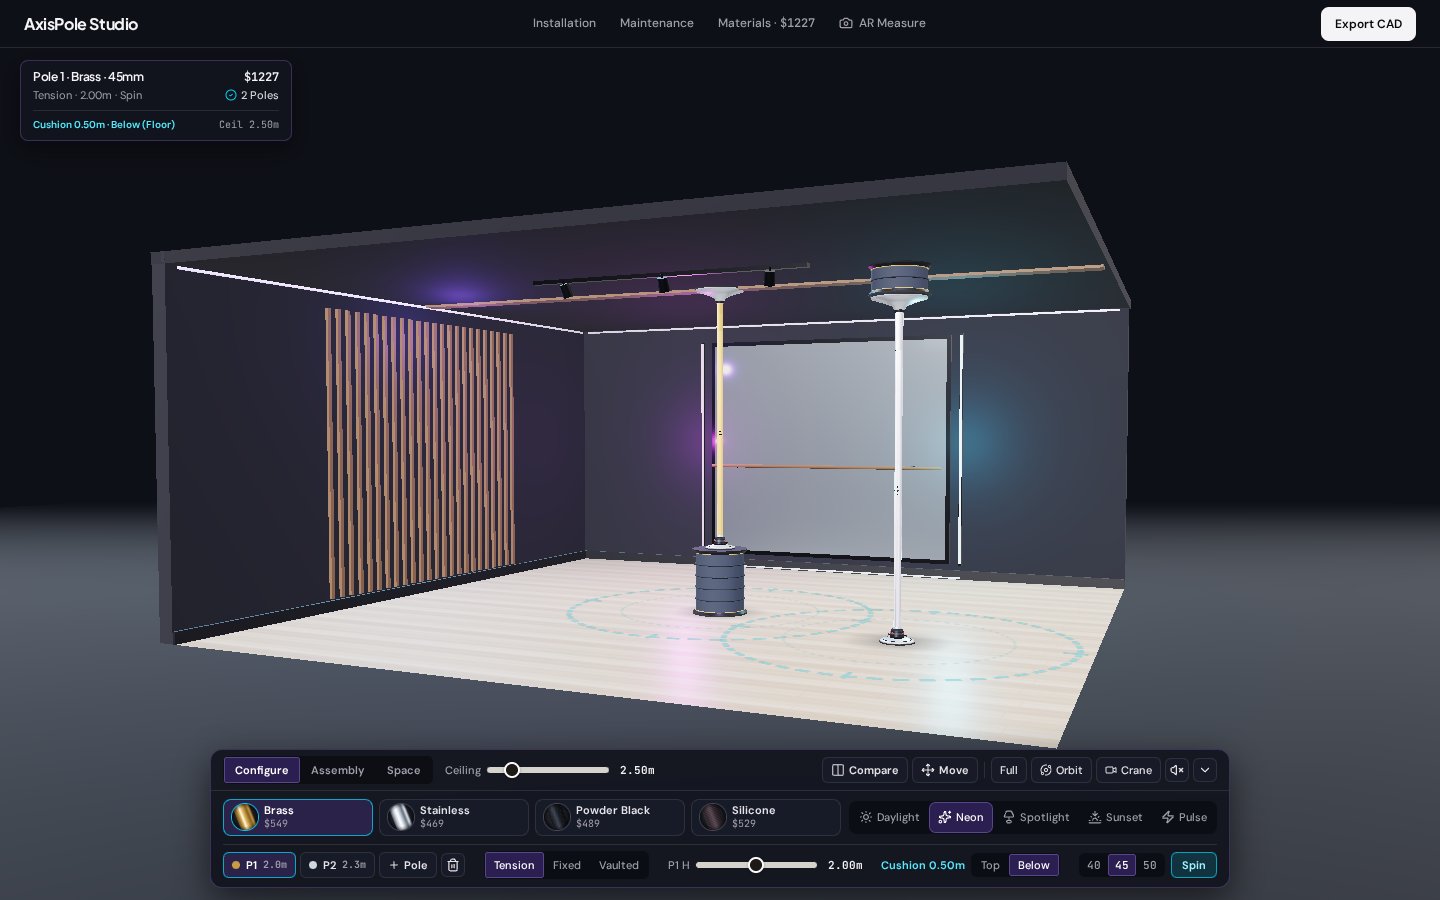 AxisPole Studio
Installation
Maintenance
Materials · $1227
AR Measure
Export CAD
Pole 1 · Brass · 45mm $1227
Tension · 2.00m · Spin 2 Poles
Cushion 0.50m · Below (Floor) Ceil 2.50m
Configure Assembly Space Ceiling 2.50m Compare Move Full Orbit Crane
Brass
$549
Stainless
$469
Powder Black
$489
Silicone
$529
Daylight Neon Spotlight Sunset Pulse
P1 2.0m P2 2.3m + Pole Tension Fixed Vaulted P1 H 2.00m Cushion 0.50m Top Below 40 45 50 Spin